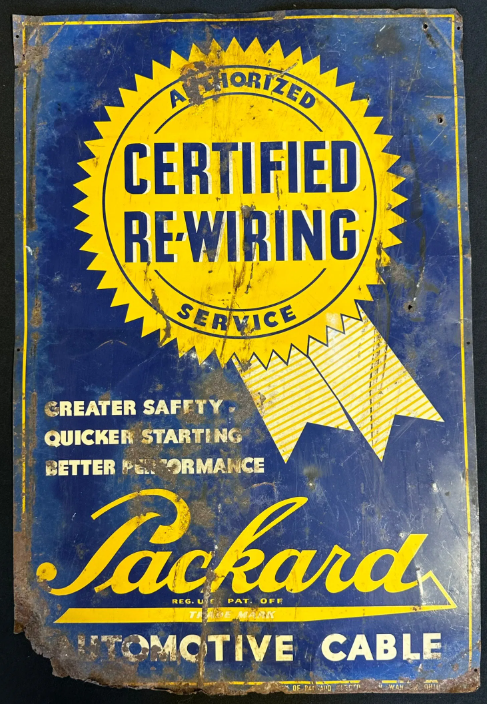 AUTHORIZED
CERTIFIED
RE-WIRING
SERVICE
GREATER SAFETY
QUICKER STARTING
BETTER PERFORMANCE
Packard
REG. U.S. PAT. OFF
TRADE MARK
AUTOMOTIVE CABLE